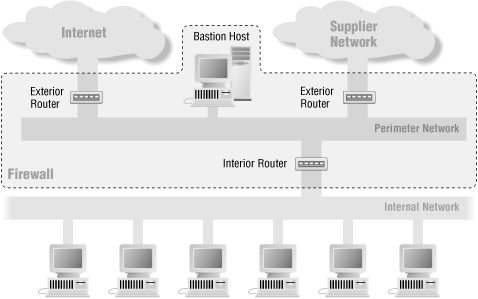 Internet
Bastion Host
Supplier
Network
Exterior
Router
Exterior
Router
Perimeter Network
Interior Router
Firewall
Internal Network